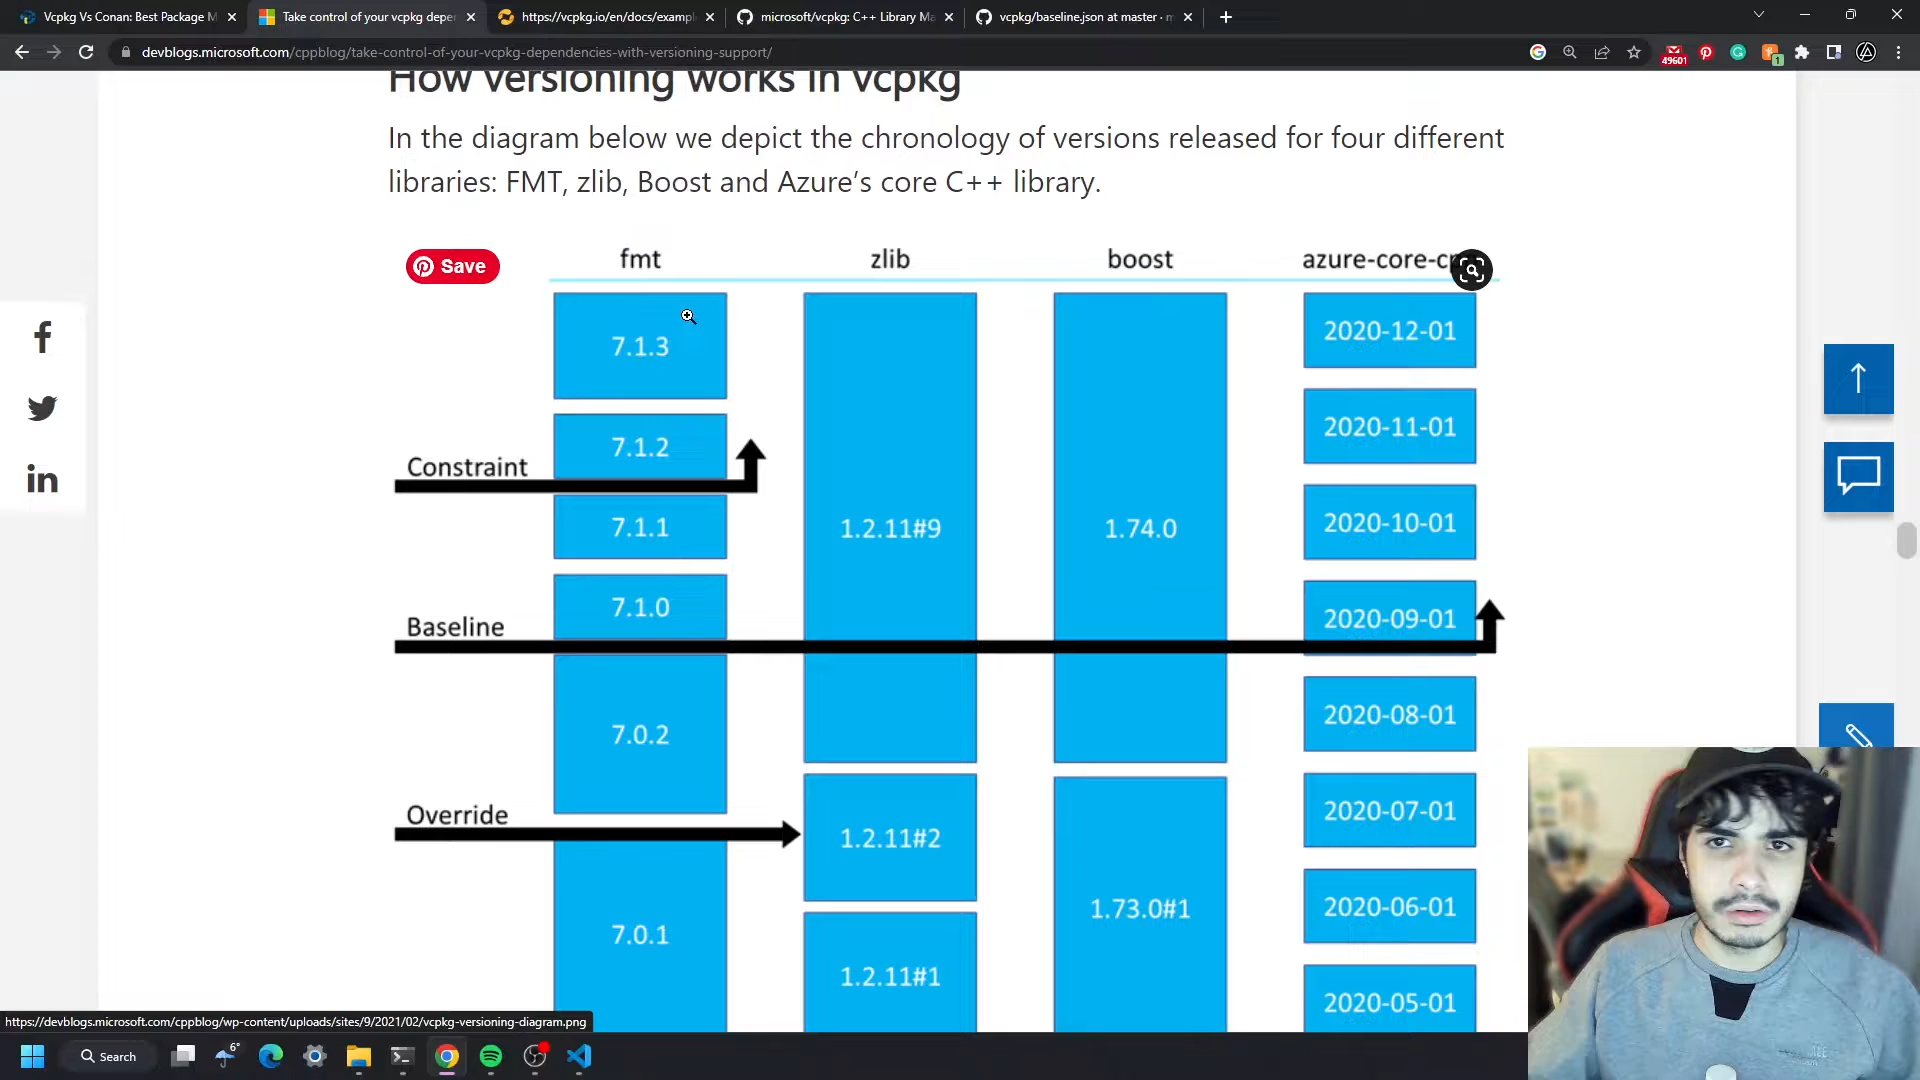 Vcpkg Vs Conan: Best Package M
Take control of your vcpkg deper
https://vcpkg.io/en/docs/exampl
microsoft/vcpkg: C++ Library Ma
vcpkg/baseline.json at master · m
devblogs.microsoft.com/cppblog/take-control-of-your-vcpkg-dependencies-with-versioning-support/
49601
1
How versioning works in vcpkg
In the diagram below we depict the chronology of versions released for four different
libraries: FMT, zlib, Boost and Azure’s core C++ library.
Save
fmt
zlib
boost
azure-core-cp
7.1.3
7.1.2
7.1.1
7.1.0
7.0.2
7.0.1
1.2.11#9
1.2.11#2
1.2.11#1
1.74.0
1.73.0#1
2020-12-01
2020-11-01
2020-10-01
2020-09-01
2020-08-01
2020-07-01
2020-06-01
2020-05-01
Constraint
Baseline
Override
in
https://devblogs.microsoft.com/cppblog/wp-content/uploads/sites/9/2021/02/vcpkg-versioning-diagram.png
Search
6°